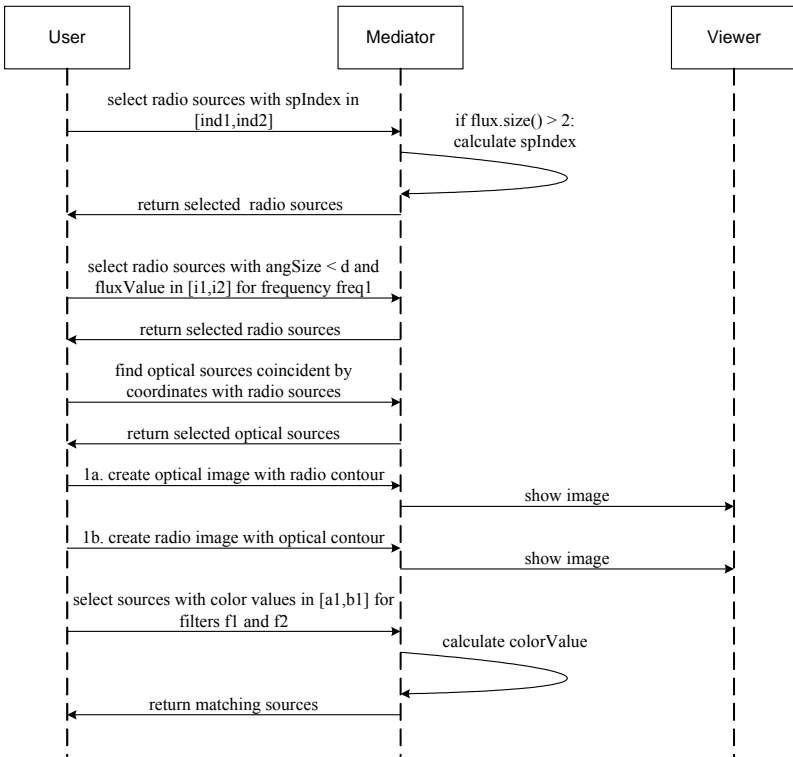 User
Mediator
Viewer
select radio sources with spIndex in
[ind1,ind2]
if flux.size() > 2:
calculate spIndex
return selected radio sources
select radio sources with angSize < d and
fluxValue in [i1,i2] for frequency freq1
return selected radio sources
find optical sources coincident by
coordinates with radio sources
return selected optical sources
1a. create optical image with radio contour
show image
1b. create radio image with optical contour
show image
select sources with color values in [a1,b1] for
filters f1 and f2
calculate colorValue
return matching sources